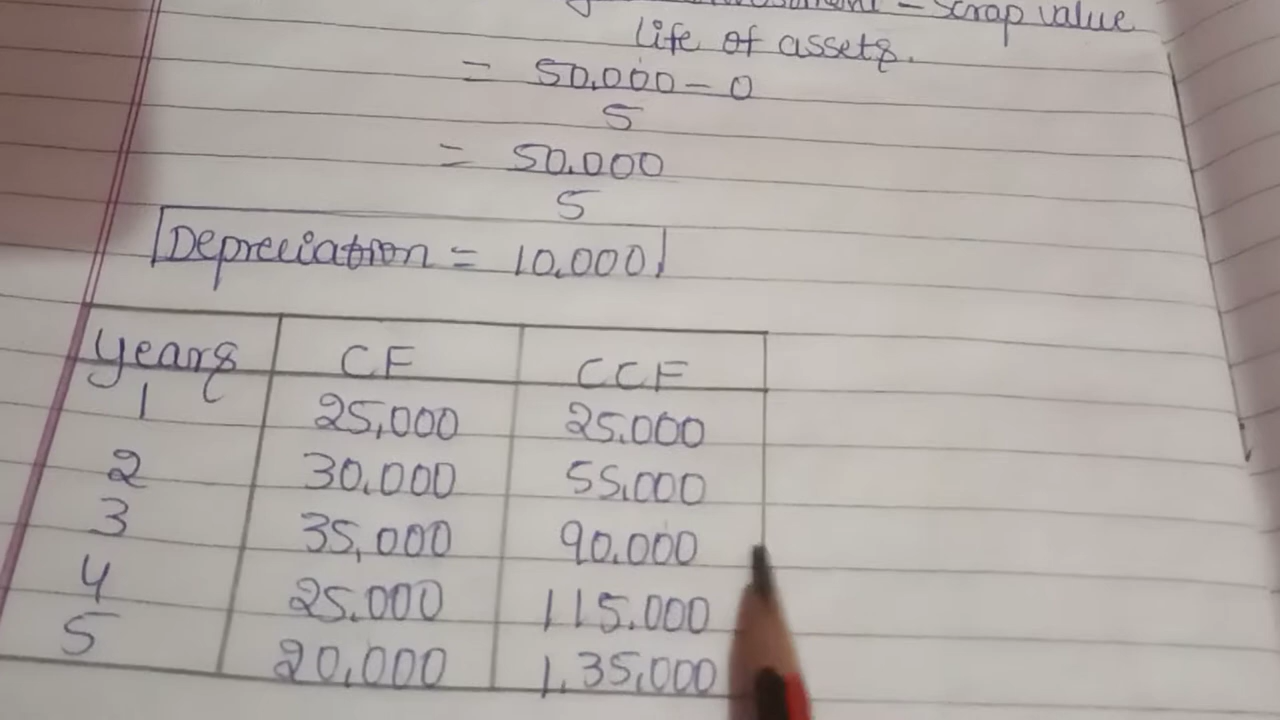 – Scrap value
Life of assets.
= 50,000 – 0
5
= 50,000
5
Depreciation = 10,000
years CF CCF
1 25,000 25,000
2 30,000 55,000
3 35,000 90,000
4 25,000 115,000
5 20,000 1,35,000